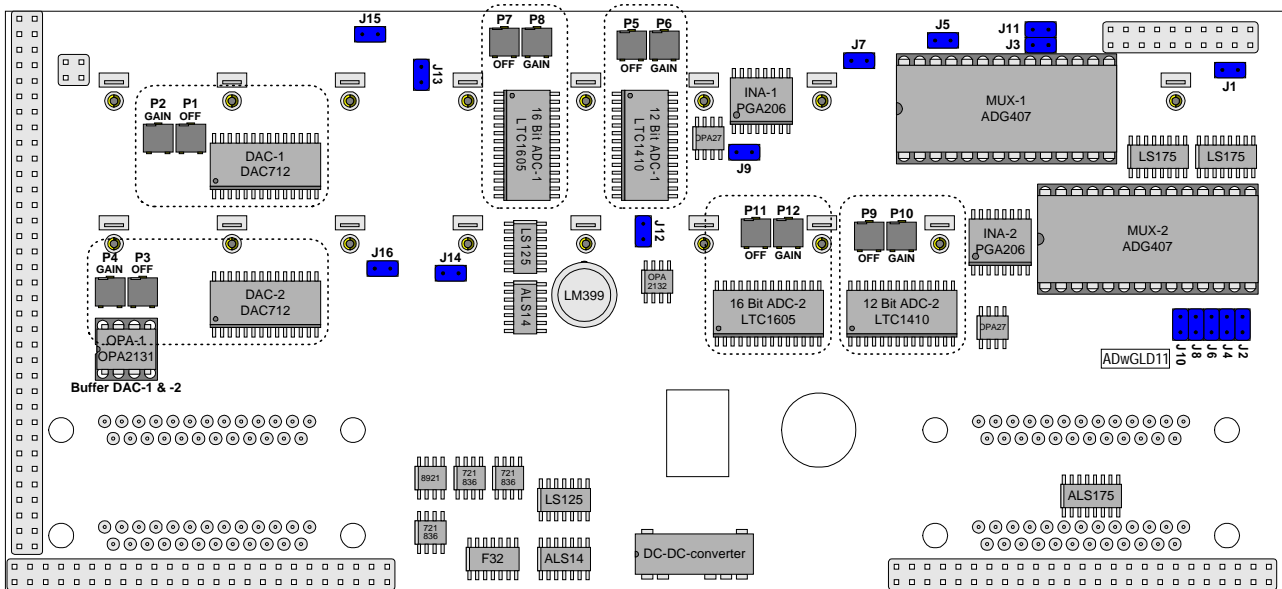 J15
P7 P8
OFF GAIN
J13
16 Bit ADC-1
LTC1605
P5 P6
OFF GAIN
12 Bit ADC-1
LTC1410
INA-1
PGA206
OPA27
J9
J7
J5
J11
J3
MUX-1
ADG407
J1
LS175
LS175
P2 P1
GAIN OFF
DAC-1
DAC712
P4 P3
GAIN OFF
DAC-2
DAC712
OPA-1
OPA2131
Buffer DAC-1 & -2
J16
J14
LS125
ALS14
LM399
J12
OPA
2132
P11 P12
OFF GAIN
16 Bit ADC-2
LTC1605
P9 P10
OFF GAIN
12 Bit ADC-2
LTC1410
INA-2
PGA206
OPA27
MUX-2
ADG407
J10
J8
J6
J4
J2
ADwGLD11
8921
721
836
721
836
721
836
LS125
F32
ALS14
DC-DC-converter
ALS175